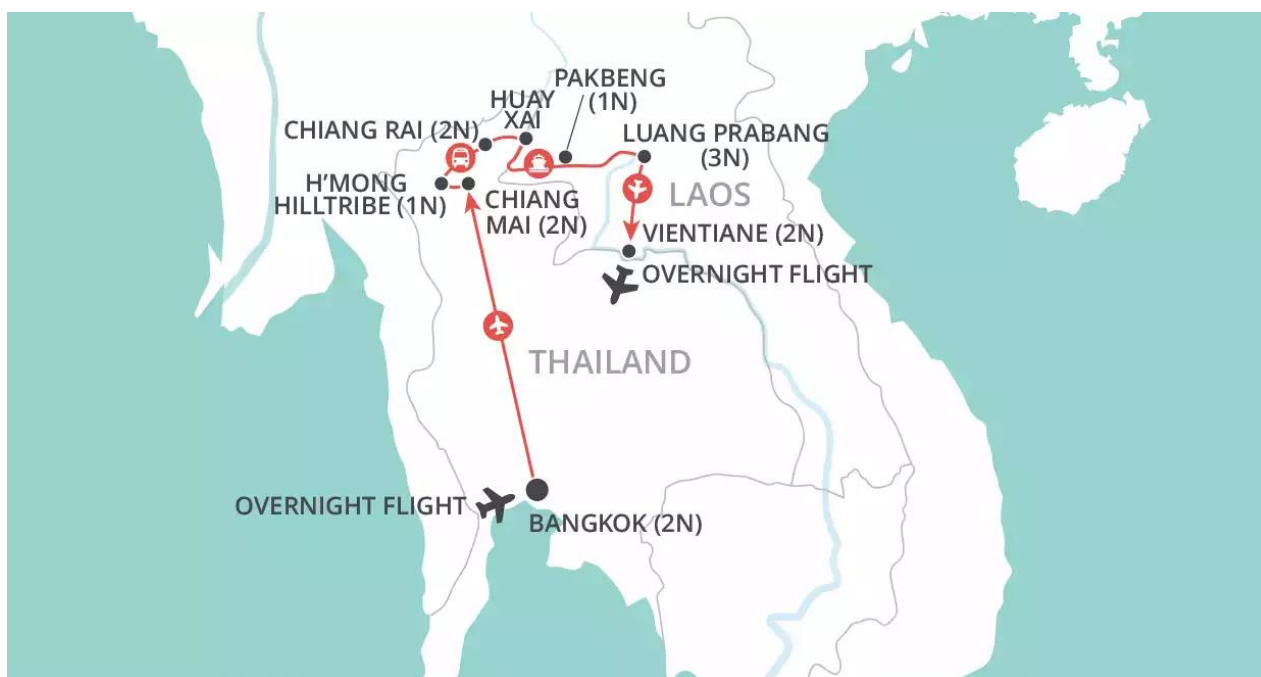 PAKBENG
(1N)
HUAY
XAI
CHIANG RAI (2N)
LUANG PRABANG
(3N)
H'MONG
HILLTRIBE (1N)
CHIANG
MAI (2N)
LAOS
VIENTIANE (2N)
OVERNIGHT FLIGHT
THAILAND
OVERNIGHT FLIGHT
BANGKOK (2N)